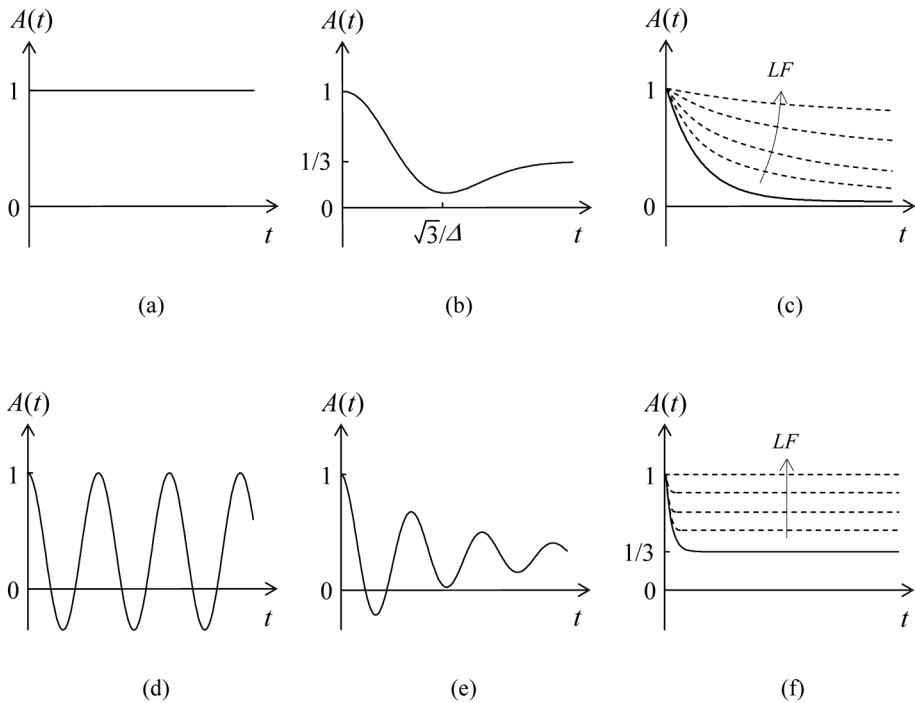 A(t) A(t) A(t)
LF
1 1 1
1/3
0 0 0
t √3/Δ t t
(a) (b) (c)
A(t) A(t) A(t)
LF
1 1 1
1/3
0 0 0
t t t
(d) (e) (f)